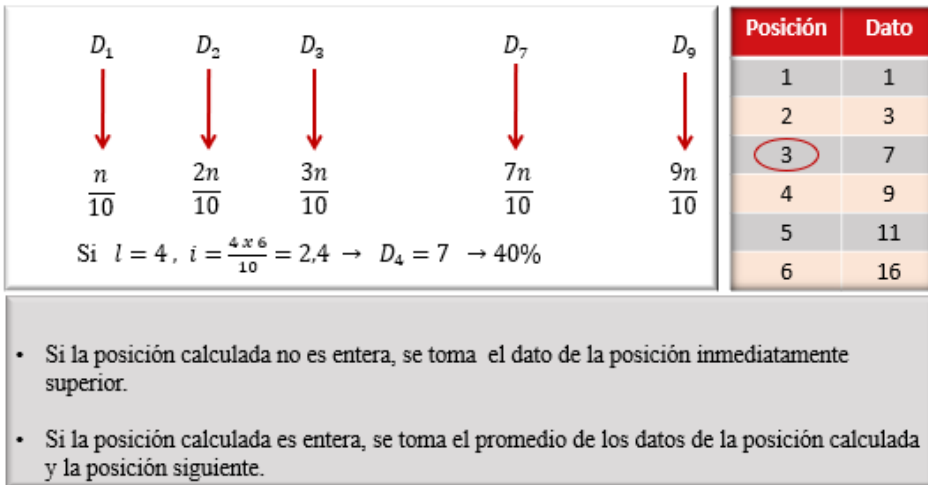 D₁ D₂ D₃ D₇ D₉
n/10 2n/10 3n/10 7n/10 9n/10
Si l = 4 , i = 4 x 6/10 = 2,4 → D₄ = 7 → 40%
Posición Dato
1 1
2 3
3 7
4 9
5 11
6 16
• Si la posición calculada no es entera, se toma el dato de la posición inmediatamente
superior.
• Si la posición calculada es entera, se toma el promedio de los datos de la posición calculada
y la posición siguiente.